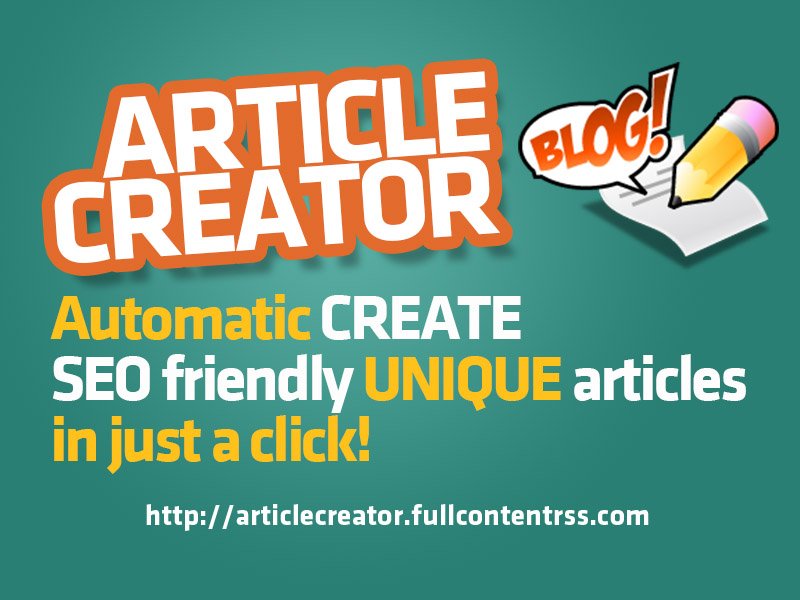 ARTICLE
CREATOR
BLOG!
Automatic CREATE
SEO friendly UNIQUE articles
in just a click!
http://articlecreator.fullcontentrss.com